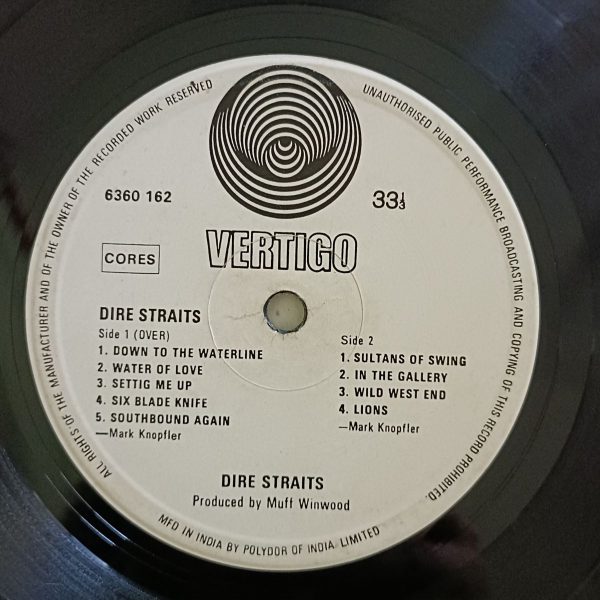 ALL RIGHTS OF THE MANUFACTURER AND OF THE OWNER OF THE RECORDED WORK RESERVED
UNAUTHORISED PUBLIC PERFORMANCE BROADCASTING AND COPYING OF THIS RECORD PROHIBITED.
6360 162
33⅓
VERTIGO
CORES
DIRE STRAITS
Side 1 (OVER)
1. DOWN TO THE WATERLINE
2. WATER OF LOVE
3. SETTIG ME UP
4. SIX BLADE KNIFE
5. SOUTHBOUND AGAIN
—Mark Knopfler
Side 2
1. SULTANS OF SWING
2. IN THE GALLERY
3. WILD WEST END
4. LIONS
—Mark Knopfler
DIRE STRAITS
Produced by Muff Winwood
MFD IN INDIA BY POLYDOR OF INDIA LIMITED